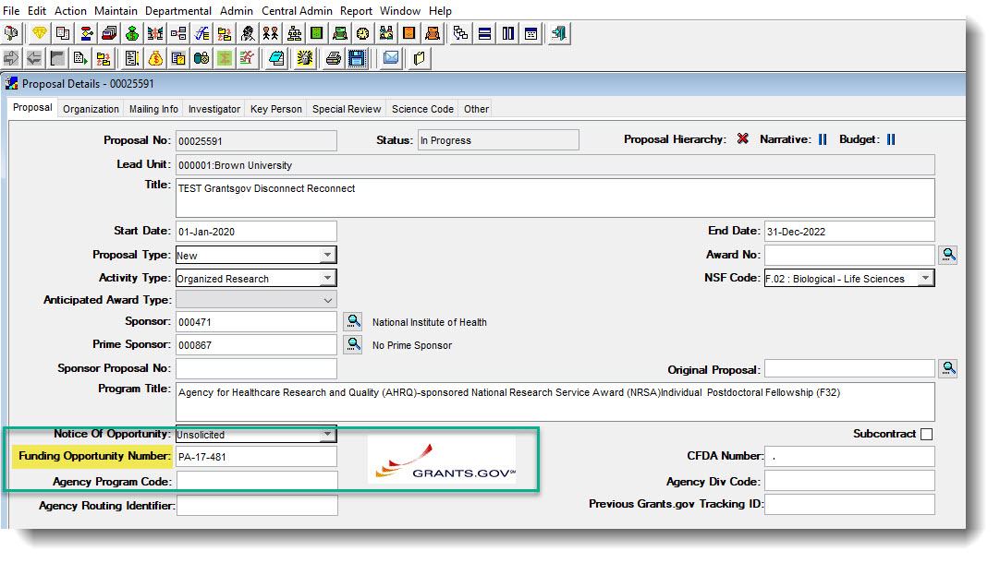 File Edit Action Maintain Departmental Admin Central Admin Report Window Help
Proposal Details - 00025591
Proposal Organization Mailing Info Investigator Key Person Special Review Science Code Other
Proposal No: 00025591 Status: In Progress Proposal Hierarchy: Narrative: Budget:
Lead Unit: 000001:Brown University
Title: TEST Grantsgov Disconnect Reconnect
Start Date: 01-Jan-2020 End Date: 31-Dec-2022
Proposal Type: New Award No:
Activity Type: Organized Research NSF Code: F.02 : Biological - Life Sciences
Anticipated Award Type:
Sponsor: 000471 National Institute of Health
Prime Sponsor: 000867 No Prime Sponsor
Sponsor Proposal No: Original Proposal:
Program Title: Agency for Healthcare Research and Quality (AHRQ)-sponsored National Research Service Award (NRSA)Individual Postdoctoral Fellowship (F32)
Notice Of Opportunity: Unsolicited Subcontract
Funding Opportunity Number: PA-17-481 GRANTS.GOV℠ CFDA Number: .
Agency Program Code: Agency Div Code:
Agency Routing Identifier: Previous Grants.gov Tracking ID: